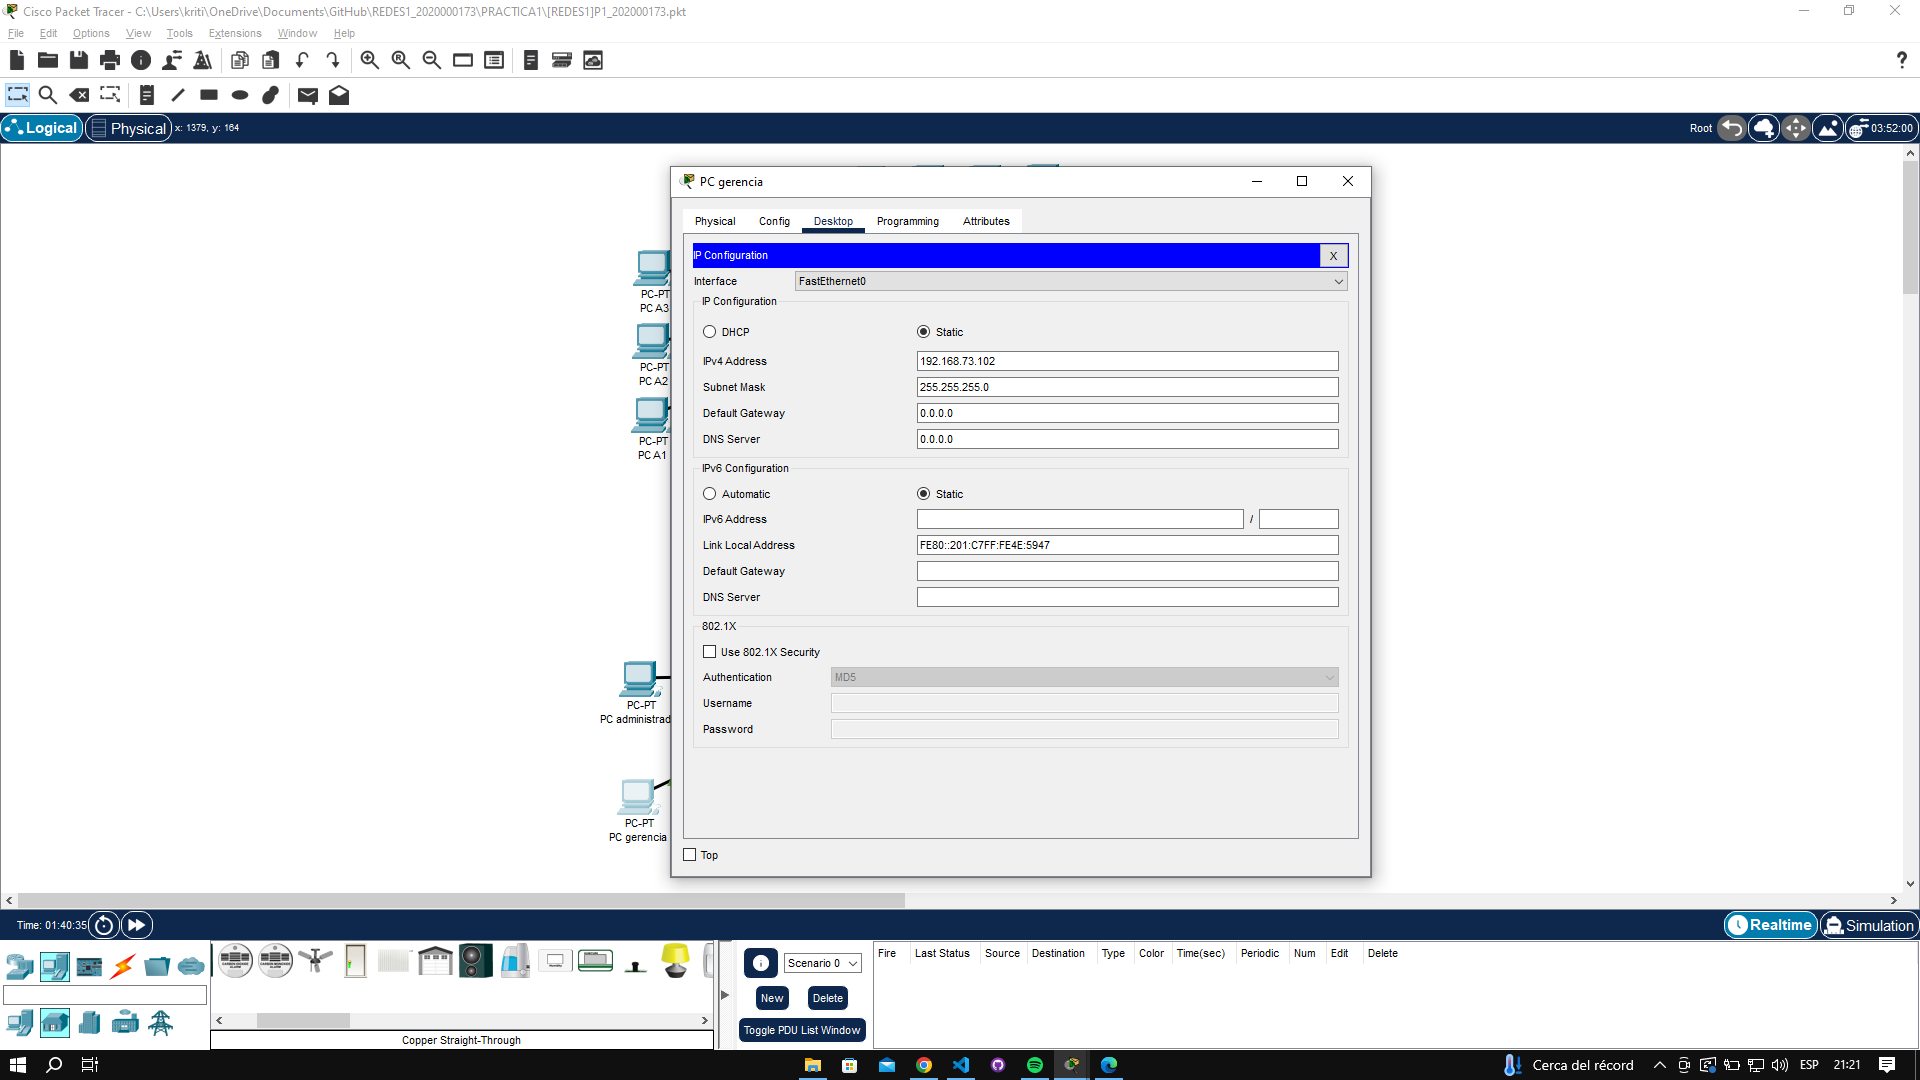 Cisco Packet Tracer - C:\Users\kriti\OneDrive\Documents\GitHub\REDES1_2020000173\PRACTICA1\[REDES1]P1_202000173.pkt
File Edit Options View Tools Extensions Window Help
Logical Physical x: 1379, y: 164 Root 03:52:00
PC gerencia
Physical Config Desktop Programming Attributes
IP Configuration X
Interface FastEthernet0
IP Configuration
DHCP Static
IPv4 Address 192.168.73.102
Subnet Mask 255.255.255.0
Default Gateway 0.0.0.0
DNS Server 0.0.0.0
IPv6 Configuration
Automatic Static
IPv6 Address /
Link Local Address FE80::201:C7FF:FE4E:5947
Default Gateway
DNS Server
802.1X
Use 802.1X Security
Authentication MD5
Username
Password
Top
PC-PT
PC A3
PC-PT
PC A2
PC-PT
PC A1
PC-PT
PC administrad
PC-PT
PC gerencia
Time: 01:40:35 Realtime Simulation
Scenario 0
New Delete
Toggle PDU List Window
Fire Last Status Source Destination Type Color Time(sec) Periodic Num Edit Delete
Copper Straight-Through
Cerca del récord ESP 21:21